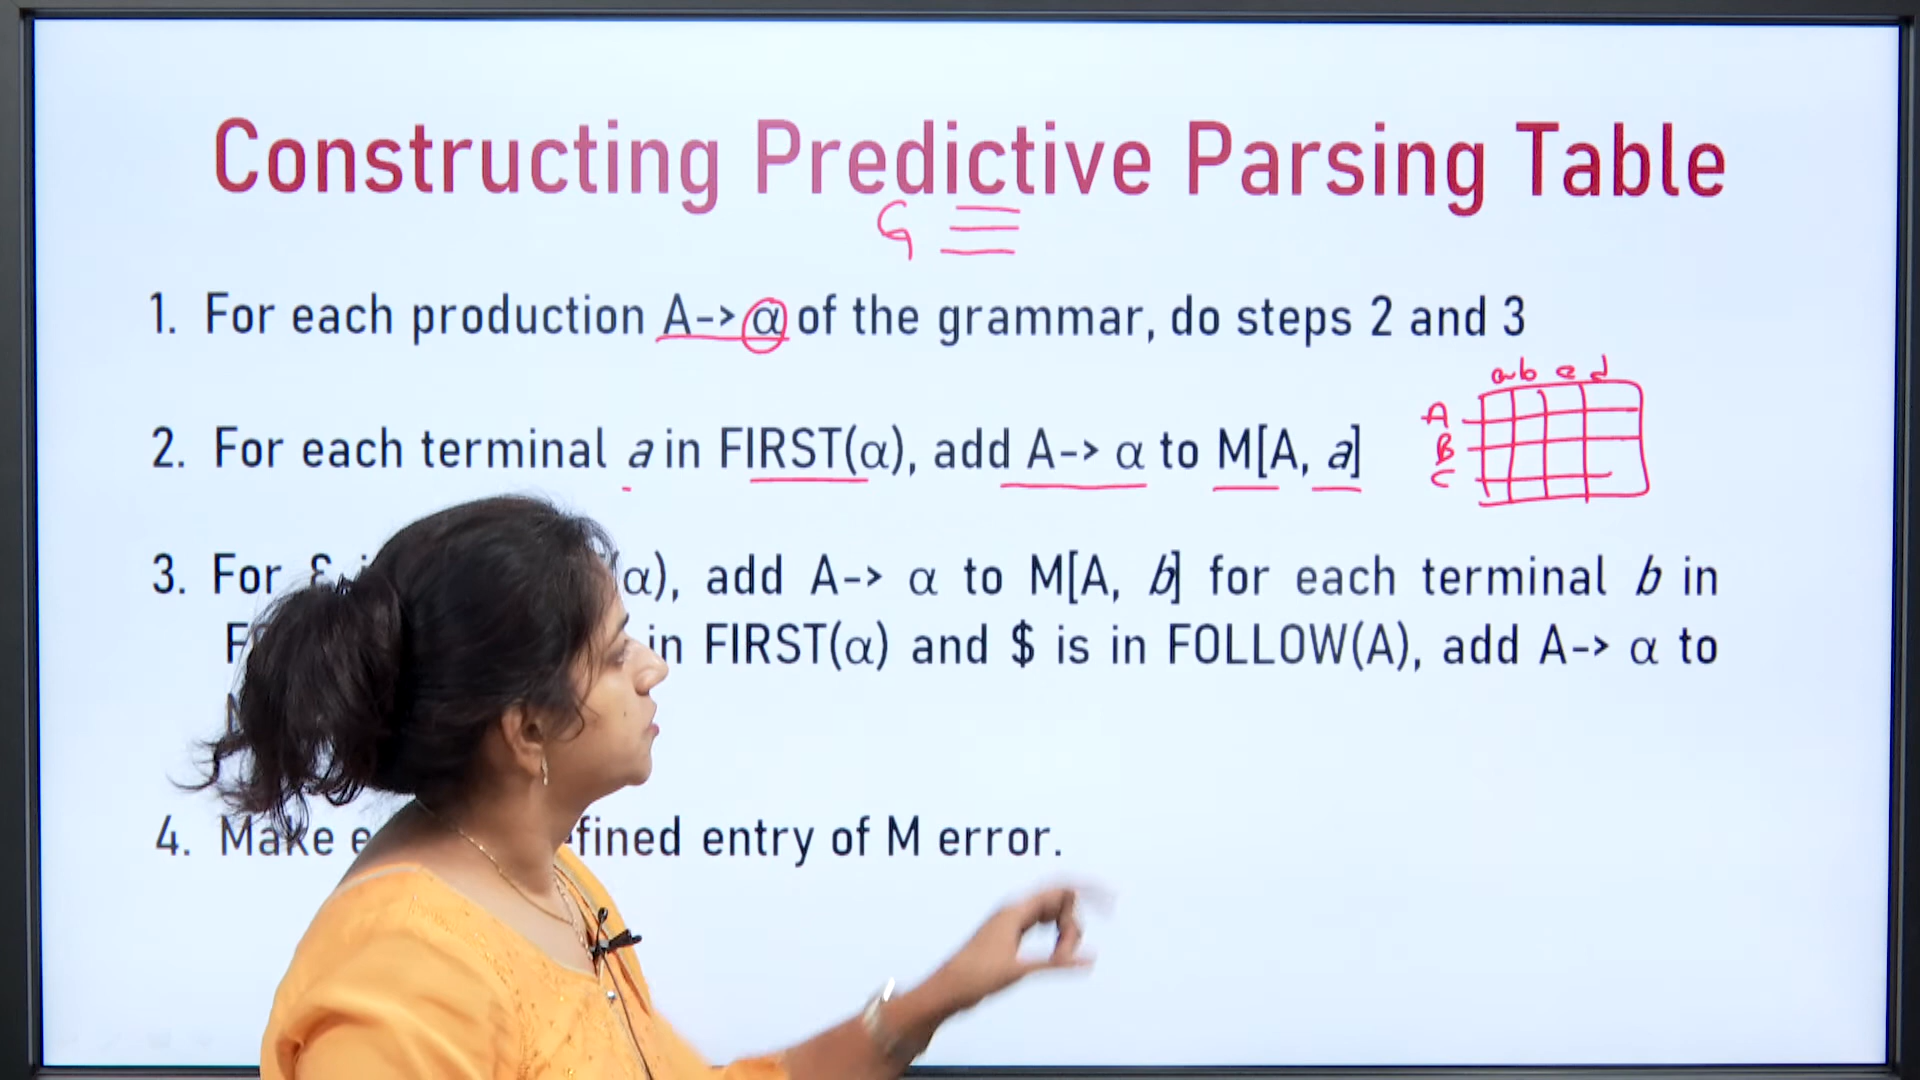 Constructing Predictive Parsing Table
G
1. For each production A-> α of the grammar, do steps 2 and 3
a b c d
A
B
C
2. For each terminal a in FIRST(α), add A-> α to M[A, a]
3. For ε (α), add A-> α to M[A, b] for each terminal b in
in FIRST(α) and $ is in FOLLOW(A), add A-> α to
4. Make entry of M error.